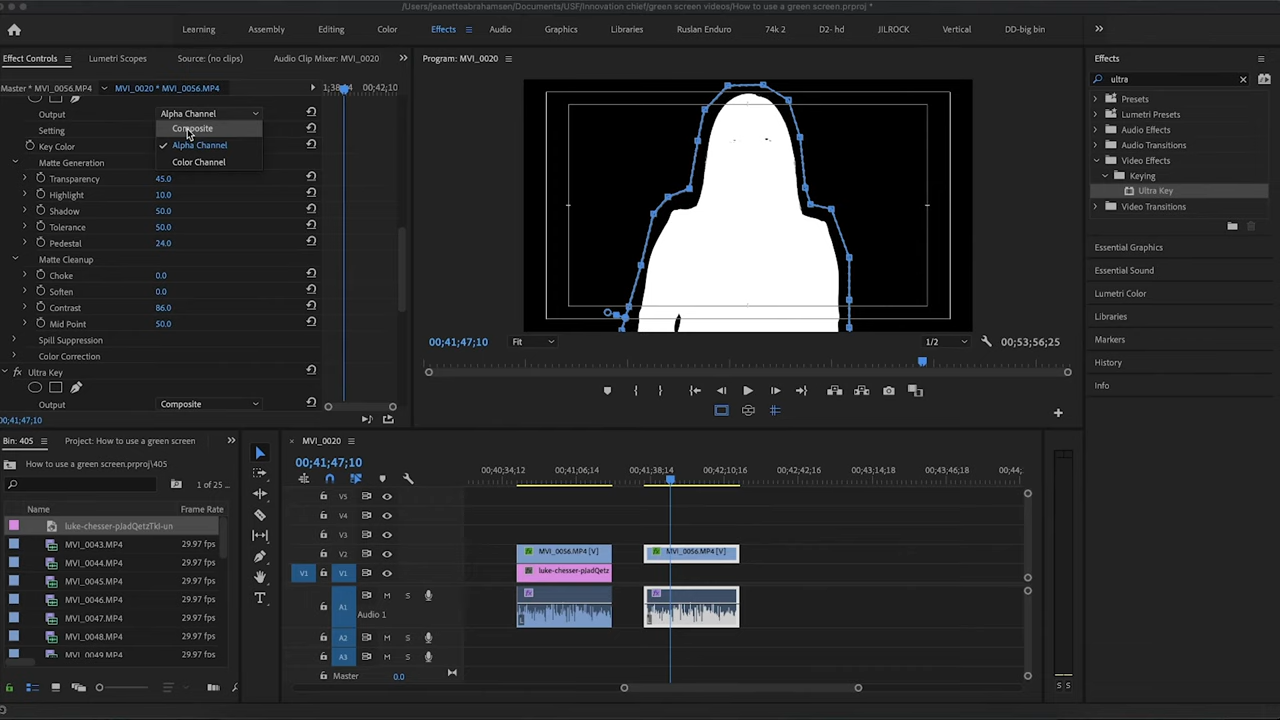 /Users/jeanetteabrahamsen/Documents/USF/Innovation chief/green screen videos/How to use a green screen.prproj *
Learning Assembly Editing Color Effects Audio Graphics Libraries Ruslan Enduro 74k 2 D2- hd JILROCK Vertical DD-big bin
Effect Controls Lumetri Scopes Source: (no clips) Audio Clip Mixer: MVI_0020
Master * MVI_0056.MP4 MVI_0020 * MVI_0056.MP4 00;42;10
Output Alpha Channel
Composite
Alpha Channel
Color Channel
Setting
Key Color
Matte Generation
Transparency 45.0
Highlight 10.0
Shadow 50.0
Tolerance 50.0
Pedestal 24.0
Matte Cleanup
Choke 0.0
Soften 0.0
Contrast 86.0
Mid Point 50.0
Spill Suppression
Color Correction
fx Ultra Key
Output Composite
00;41;47;10
Program: MVI_0020
00;41;47;10 Fit 1/2 00;53;56;25
Effects
ultra
Presets
Lumetri Presets
Audio Effects
Audio Transitions
Video Effects
Keying
Ultra Key
Video Transitions
Essential Graphics
Essential Sound
Lumetri Color
Libraries
Markers
History
Info
Bin: 405 Project: How to use a green screen
How to use a green screen.prproj\405
1 of 25...
Name Frame Rate
luke-chesser-pJadQetzTkI-un
MVI_0043.MP4 29.97 fps
MVI_0044.MP4 29.97 fps
MVI_0045.MP4 29.97 fps
MVI_0046.MP4 29.97 fps
MVI_0047.MP4 29.97 fps
MVI_0048.MP4 29.97 fps
MVI_0049.MP4 29.97 fps
MVI_0020
00;41;47;10
00;40;34;12 00;41;06;14 00;41;38;14 00;42;10;16 00;42;42;16 00;43;14;18 00;43;46;18 00;44;
V5
V4
V3
V2
V1 V1
A1 M S
Audio 1
A2 M S
A3 M S
Master 0.0
fx MVI_0056.MP4 [V]
fx luke-chesser-pJadQetz
fx
fx MVI_0056.MP4 [V]
fx
S S